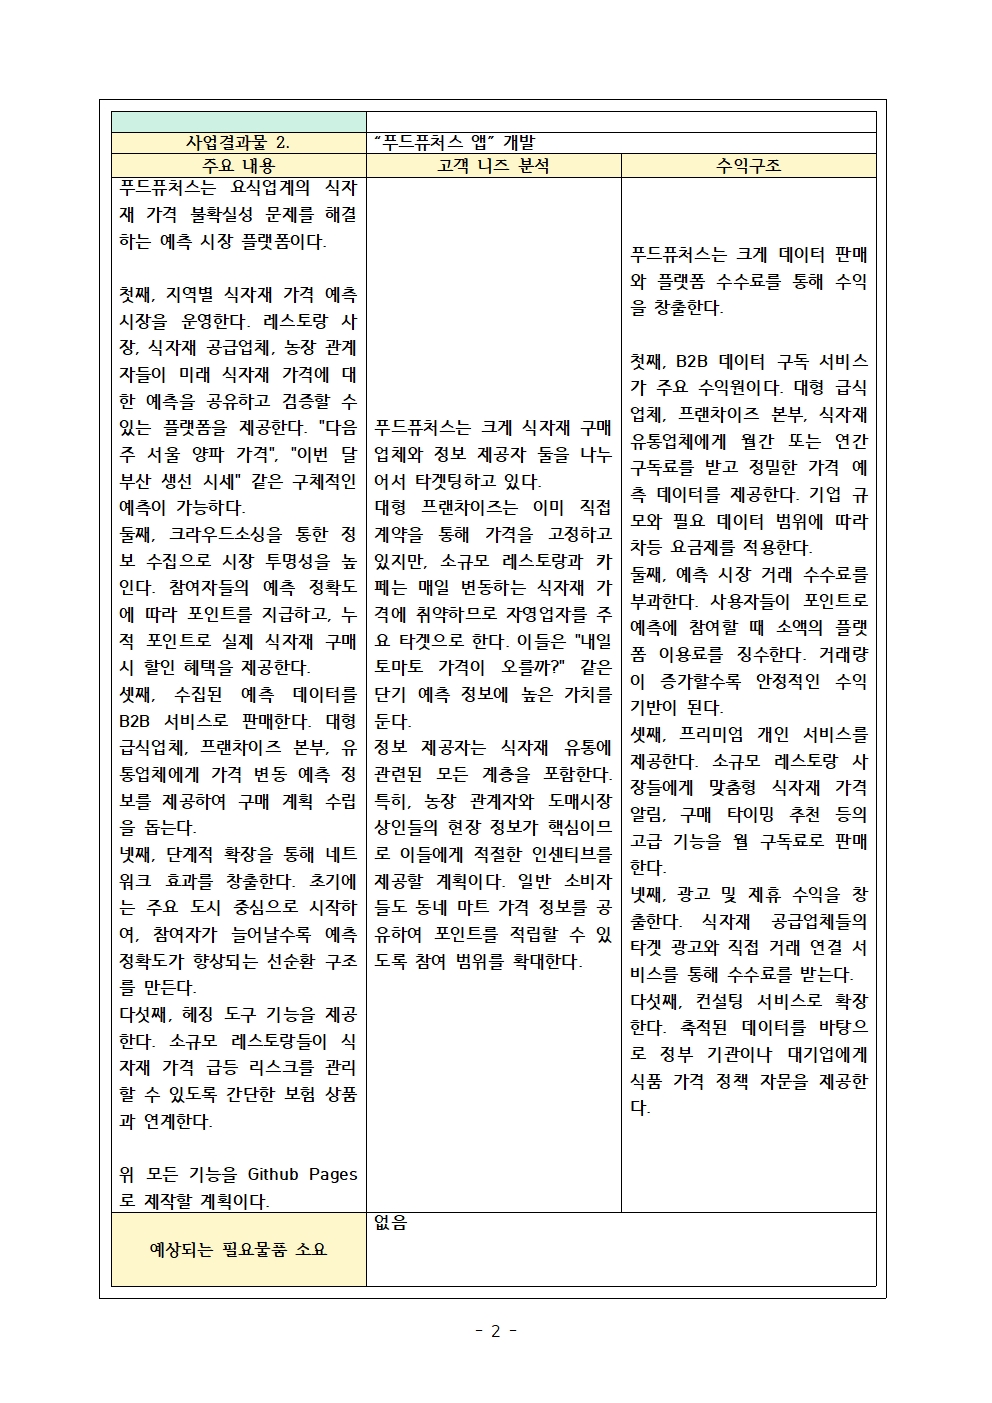 사업결과물 2.
“푸드퓨처스 앱” 개발
주요 내용
고객 니즈 분석
수익구조
푸드퓨처스는 요식업계의 식자
재 가격 불확실성 문제를 해결
하는 예측 시장 플랫폼이다.
첫째, 지역별 식자재 가격 예측
시장을 운영한다. 레스토랑 사
장, 식자재 공급업체, 농장 관계
자들이 미래 식자재 가격에 대
한 예측을 공유하고 검증할 수
있는 플랫폼을 제공한다. "다음
주 서울 양파 가격", "이번 달
부산 생선 시세" 같은 구체적인
예측이 가능하다.
둘째, 크라우드소싱을 통한 정
보 수집으로 시장 투명성을 높
인다. 참여자들의 예측 정확도
에 따라 포인트를 지급하고, 누
적 포인트로 실제 식자재 구매
시 할인 혜택을 제공한다.
셋째, 수집된 예측 데이터를
B2B 서비스로 판매한다. 대형
급식업체, 프랜차이즈 본부, 유
통업체에게 가격 변동 예측 정
보를 제공하여 구매 계획 수립
을 돕는다.
넷째, 단계적 확장을 통해 네트
워크 효과를 창출한다. 초기에
는 주요 도시 중심으로 시작하
여, 참여자가 늘어날수록 예측
정확도가 향상되는 선순환 구조
를 만든다.
다섯째, 헤징 도구 기능을 제공
한다. 소규모 레스토랑들이 식
자재 가격 급등 리스크를 관리
할 수 있도록 간단한 보험 상품
과 연계한다.
위 모든 기능을 Github Pages
로 제작할 계획이다.
푸드퓨처스는 크게 식자재 구매
업체와 정보 제공자 둘을 나누
어서 타겟팅하고 있다.
대형 프랜차이즈는 이미 직접
계약을 통해 가격을 고정하고
있지만, 소규모 레스토랑과 카
페는 매일 변동하는 식자재 가
격에 취약하므로 자영업자를 주
요 타겟으로 한다. 이들은 "내일
토마토 가격이 오를까?" 같은
단기 예측 정보에 높은 가치를
둔다.
정보 제공자는 식자재 유통에
관련된 모든 계층을 포함한다.
특히, 농장 관계자와 도매시장
상인들의 현장 정보가 핵심이므
로 이들에게 적절한 인센티브를
제공할 계획이다. 일반 소비자
들도 동네 마트 가격 정보를 공
유하여 포인트를 적립할 수 있
도록 참여 범위를 확대한다.
푸드퓨처스는 크게 데이터 판매
와 플랫폼 수수료를 통해 수익
을 창출한다.
첫째, B2B 데이터 구독 서비스
가 주요 수익원이다. 대형 급식
업체, 프랜차이즈 본부, 식자재
유통업체에게 월간 또는 연간
구독료를 받고 정밀한 가격 예
측 데이터를 제공한다. 기업 규
모와 필요 데이터 범위에 따라
차등 요금제를 적용한다.
둘째, 예측 시장 거래 수수료를
부과한다. 사용자들이 포인트로
예측에 참여할 때 소액의 플랫
폼 이용료를 징수한다. 거래량
이 증가할수록 안정적인 수익
기반이 된다.
셋째, 프리미엄 개인 서비스를
제공한다. 소규모 레스토랑 사
장들에게 맞춤형 식자재 가격
알림, 구매 타이밍 추천 등의
고급 기능을 월 구독료로 판매
한다.
넷째, 광고 및 제휴 수익을 창
출한다. 식자재 공급업체들의
타겟 광고와 직접 거래 연결 서
비스를 통해 수수료를 받는다.
다섯째, 컨설팅 서비스로 확장
한다. 축적된 데이터를 바탕으
로 정부 기관이나 대기업에게
식품 가격 정책 자문을 제공한
다.
예상되는 필요물품 소요
없음
- 2 -